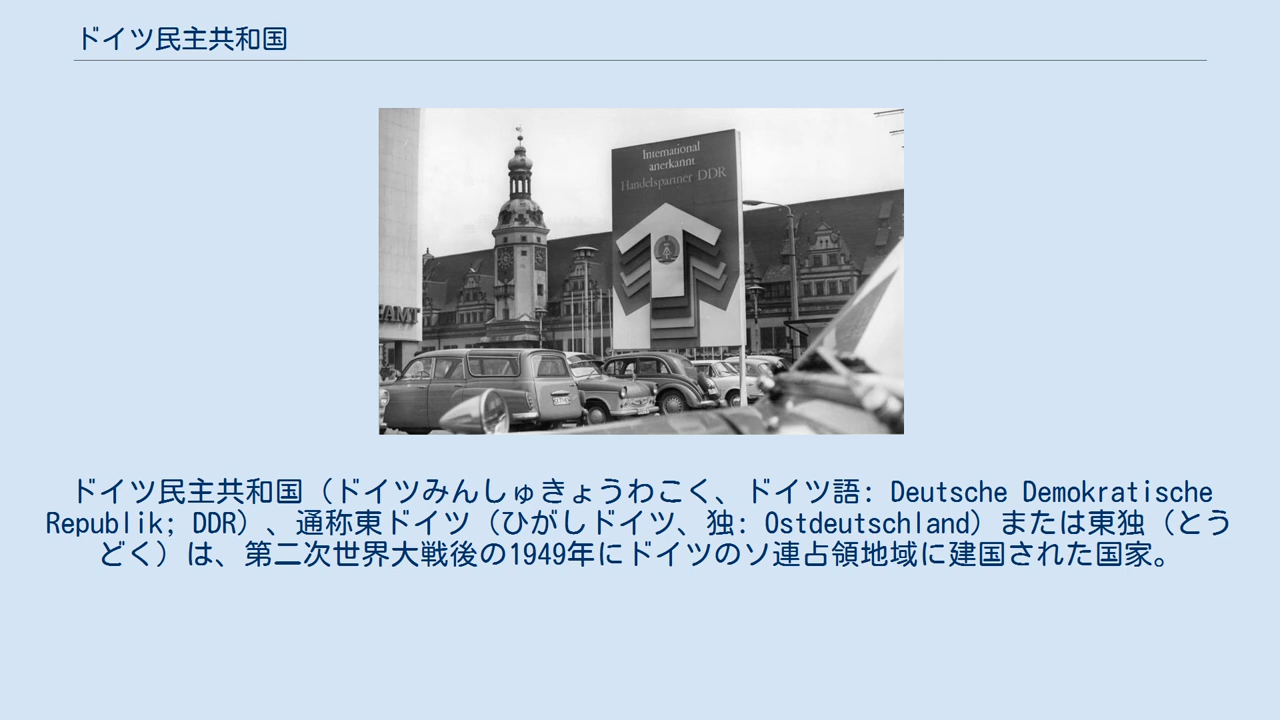 ドイツ民主共和国
International
anerkannt
Handelspartner DDR
AMT
ドイツ民主共和国（ドイツみんしゅきょうわこく、ドイツ語: Deutsche Demokratische
Republik; DDR）、通称東ドイツ（ひがしドイツ、独: Ostdeutschland）または東独（とう
どく）は、第二次世界大戦後の1949年にドイツのソ連占領地域に建国された国家。